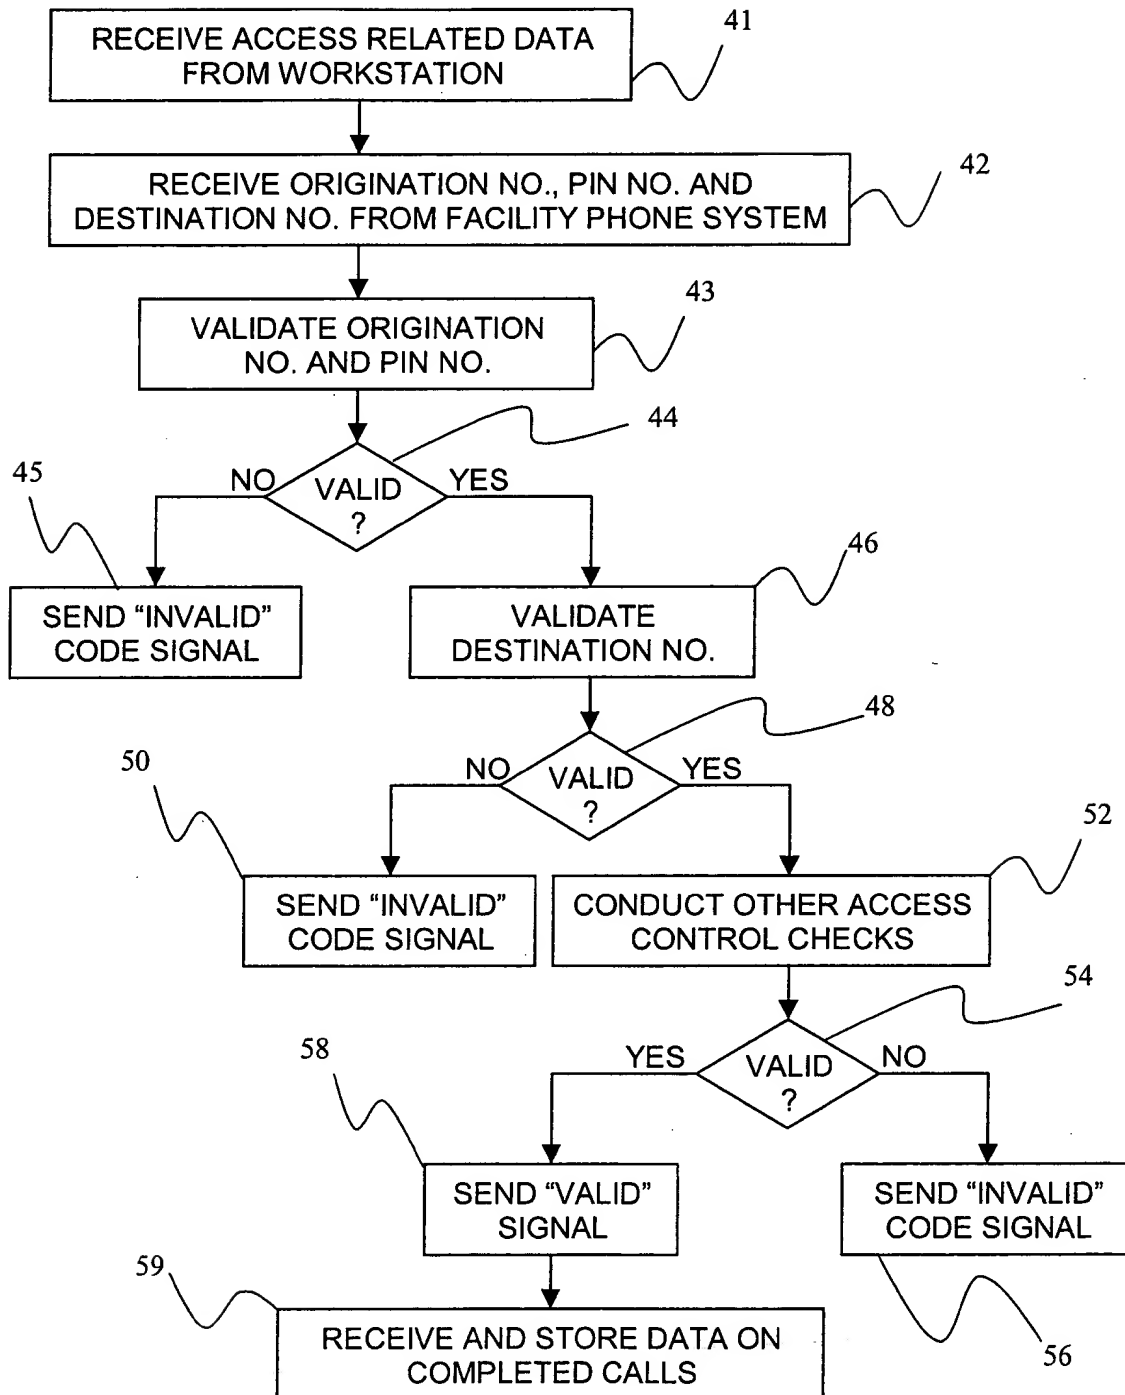 41
RECEIVE ACCESS RELATED DATA
FROM WORKSTATION
42
RECEIVE ORIGINATION NO., PIN NO. AND
DESTINATION NO. FROM FACILITY PHONE SYSTEM
43
VALIDATE ORIGINATION
NO. AND PIN NO.
44
45
NO
VALID
?
YES
46
SEND “INVALID”
CODE SIGNAL
VALIDATE
DESTINATION NO.
48
50
NO
VALID
?
YES
52
SEND “INVALID”
CODE SIGNAL
CONDUCT OTHER ACCESS
CONTROL CHECKS
54
58
YES
VALID
?
NO
SEND “VALID”
SIGNAL
SEND “INVALID”
CODE SIGNAL
59
56
RECEIVE AND STORE DATA ON
COMPLETED CALLS